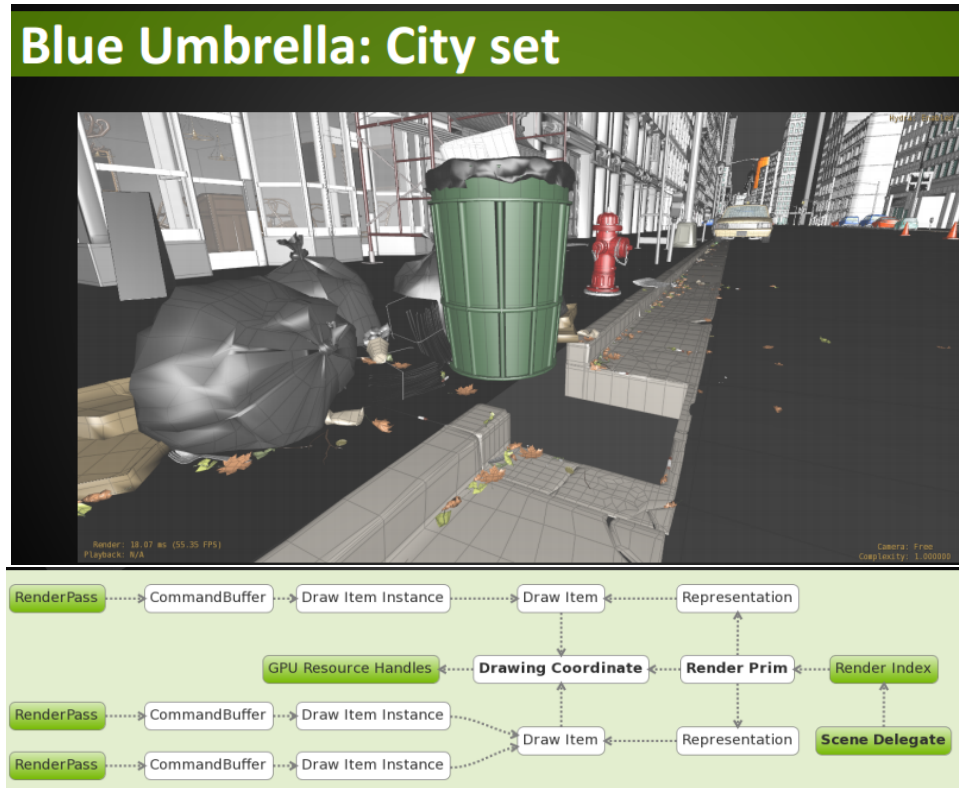 Blue Umbrella: City set
Render: 18.07 ms (55.35 FPS)
Playback: N/A
Camera: Free
Complexity: 1.000000
RenderPass
CommandBuffer
Draw Item Instance
Draw Item
Representation
GPU Resource Handles
Drawing Coordinate
Render Prim
Render Index
RenderPass
CommandBuffer
Draw Item Instance
Draw Item
Representation
Scene Delegate
RenderPass
CommandBuffer
Draw Item Instance